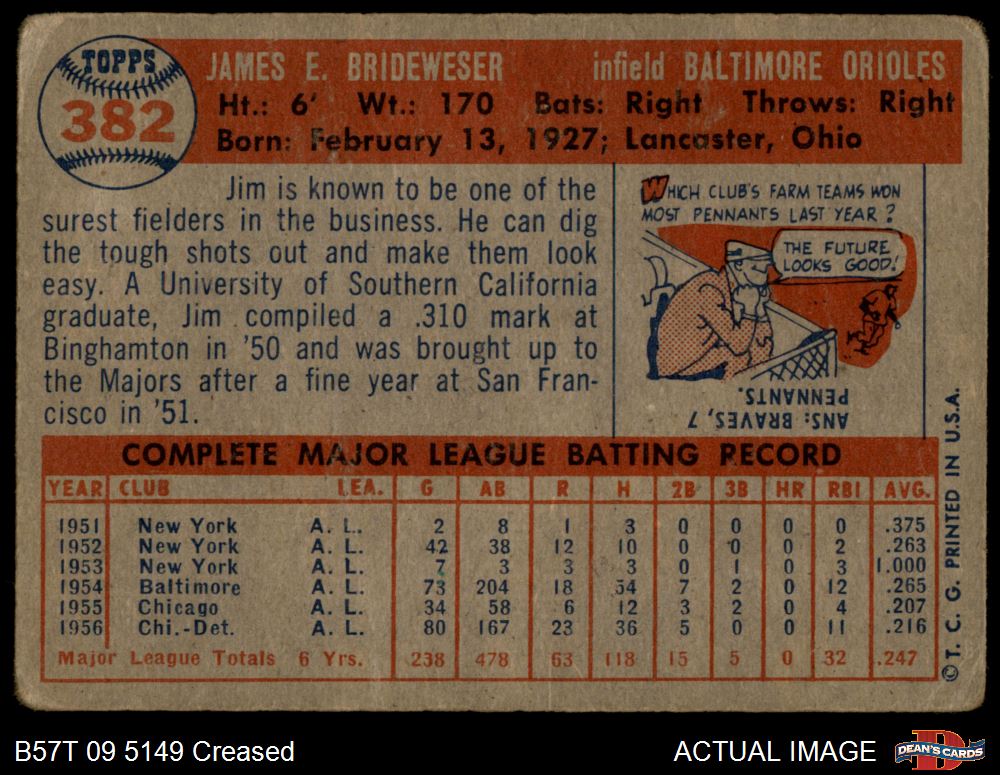 TOPPS
382
JAMES E. BRIDEWESER infield BALTIMORE ORIOLES
Ht.: 6' Wt.: 170 Bats: Right Throws: Right
Born: February 13, 1927; Lancaster, Ohio
Jim is known to be one of the
surest fielders in the business. He can dig
the tough shots out and make them look
easy. A University of Southern California
graduate, Jim compiled a .310 mark at
Binghamton in '50 and was brought up to
the Majors after a fine year at San Fran-
cisco in '51.
WHICH CLUB'S FARM TEAMS WON
MOST PENNANTS LAST YEAR?
THE FUTURE
LOOKS GOOD!
ANS: BRAVES, 7
PENNANTS.
COMPLETE MAJOR LEAGUE BATTING RECORD
YEAR CLUB LEA. G AB R H 2B 3B HR RBI AVG.
1951 New York A. L. 2 8 1 3 0 0 0 0 .375
1952 New York A. L. 42 38 12 10 0 0 0 2 .263
1953 New York A. L. 7 3 3 3 0 1 0 3 1.000
1954 Baltimore A. L. 73 204 18 54 7 2 0 12 .265
1955 Chicago A. L. 34 58 6 12 3 2 0 4 .207
1956 Chi.-Det. A. L. 80 167 23 36 5 0 0 11 .216
Major League Totals 6 Yrs. 238 478 63 118 15 5 0 32 .247
© T. C. G. PRINTED IN U.S.A.
B57T 09 5149 Creased ACTUAL IMAGE
DEAN'S CARDS